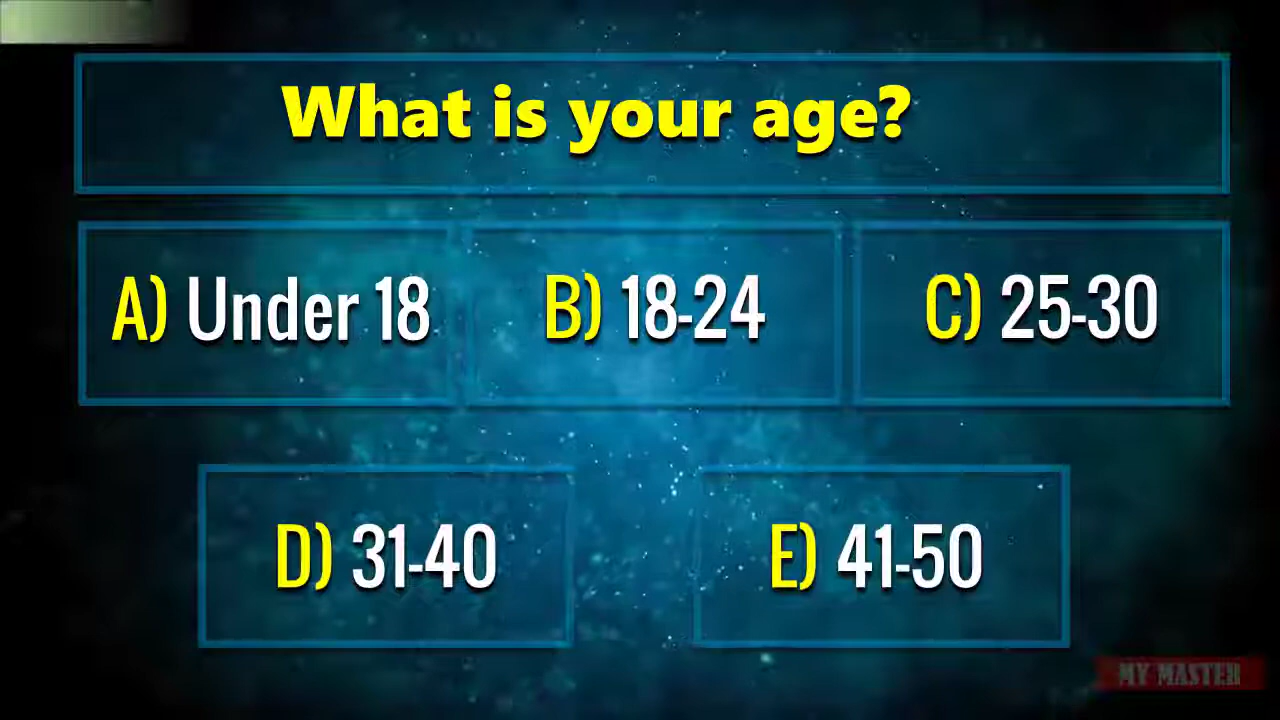 What is your age?
A) Under 18
B) 18-24
C) 25-30
D) 31-40
E) 41-50
MY MASTER